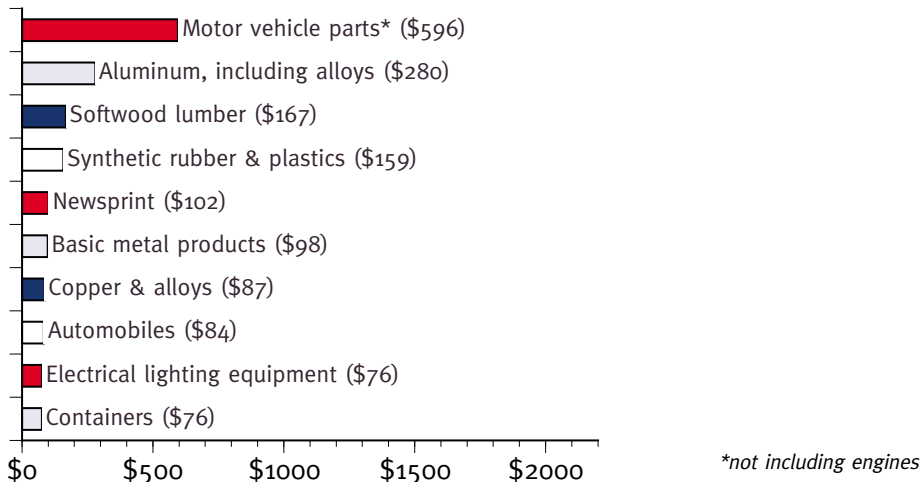 Motor vehicle parts* ($596)
Aluminum, including alloys ($280)
Softwood lumber ($167)
Synthetic rubber & plastics ($159)
Newsprint ($102)
Basic metal products ($98)
Copper & alloys ($87)
Automobiles ($84)
Electrical lighting equipment ($76)
Containers ($76)
$0 $500 $1000 $1500 $2000
*not including engines